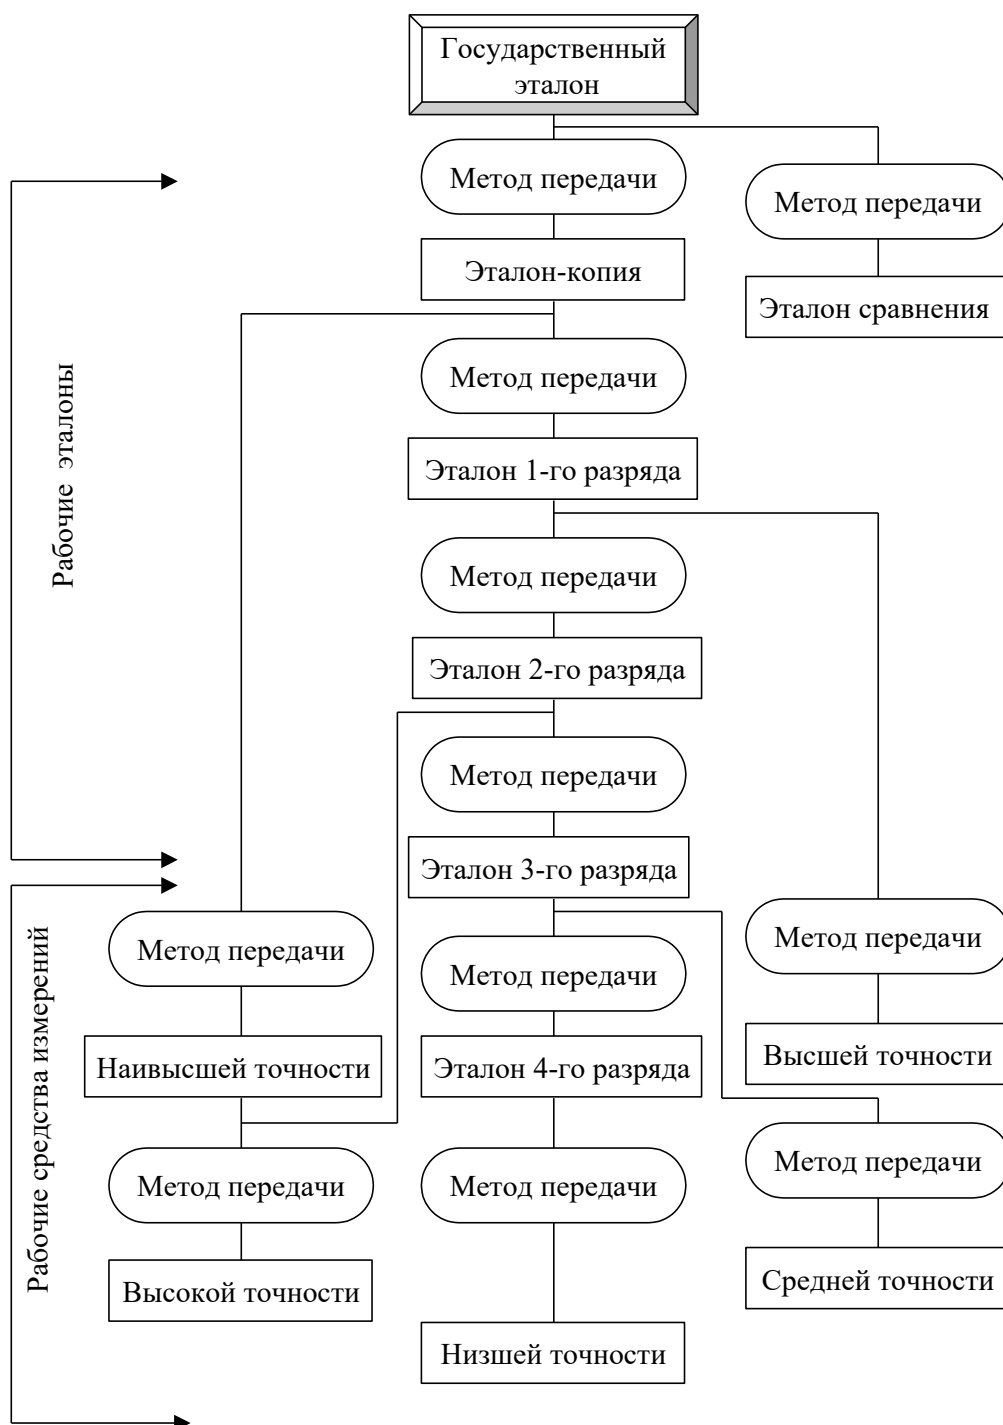 Государственный
эталон
Метод передачи
Метод передачи
Эталон-копия
Эталон сравнения
Рабочие эталоны
Метод передачи
Эталон 1-го разряда
Метод передачи
Эталон 2-го разряда
Метод передачи
Эталон 3-го разряда
Рабочие средства измерений
Метод передачи
Метод передачи
Метод передачи
Наивысшей точности
Эталон 4-го разряда
Высшей точности
Метод передачи
Метод передачи
Метод передачи
Высокой точности
Средней точности
Низшей точности